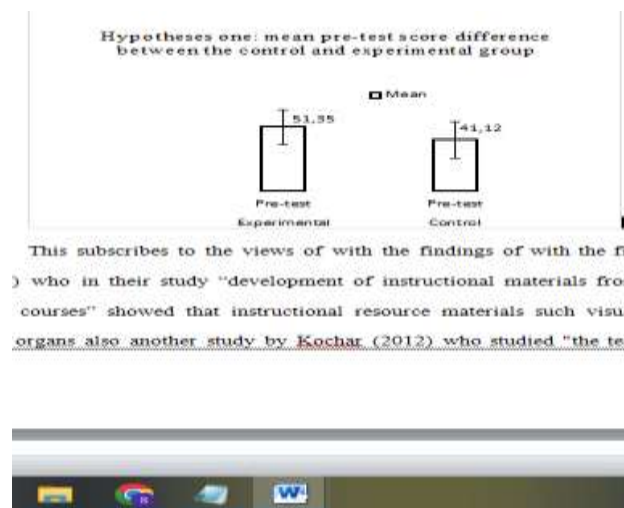 Hypotheses one: mean pre-test score difference
between the control and experimental group
Mean
51,35
41,12
Pre-test
Pre-test
Experimental
Control
This subscribes to the views of with the findings of with the fi
) who in their study "development of instructional materials fro
courses" showed that instructional resource materials such visu
organs also another study by Kochar (2012) who studied "the te
W